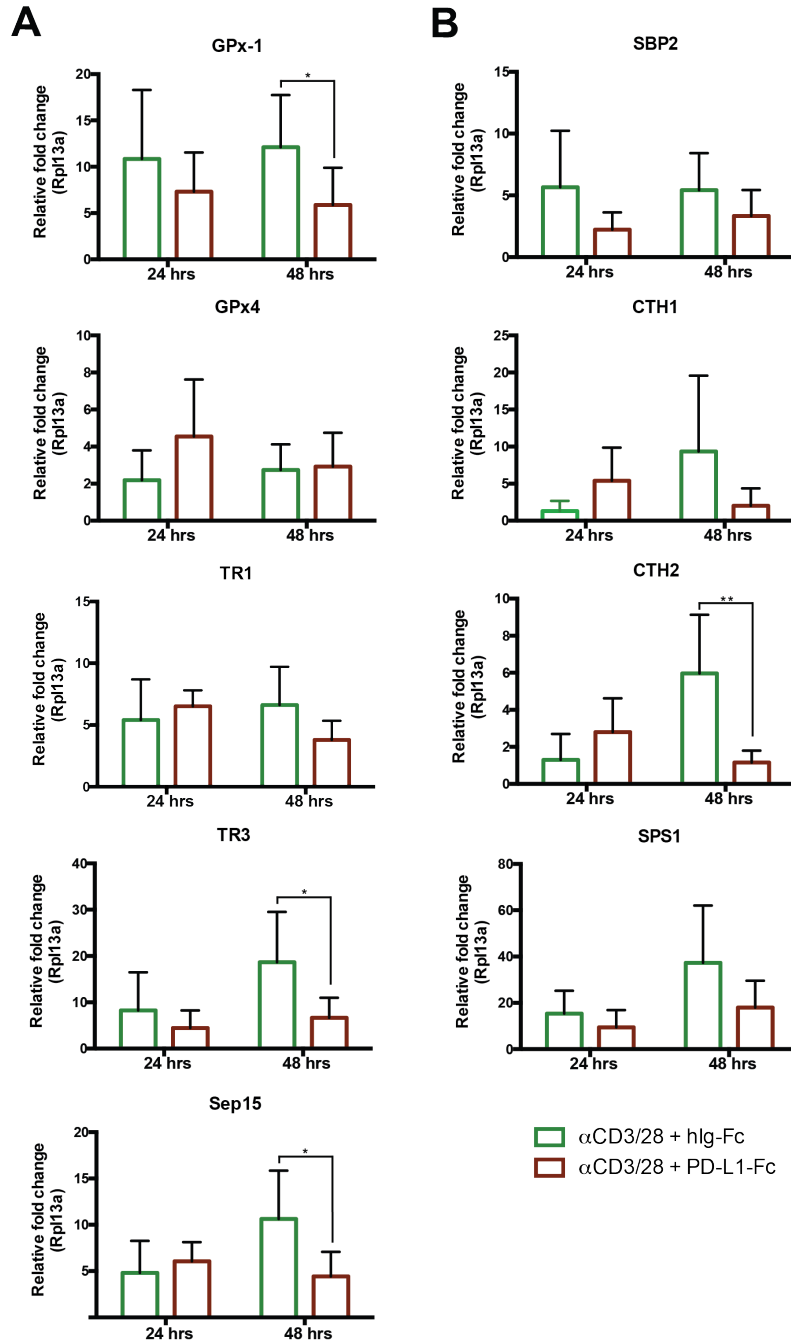 A
GPx-1
Relative fold change
(Rpl13a)
20
15
10
5
0
*
24 hrs
48 hrs
GPx4
Relative fold change
(Rpl13a)
10
8
6
4
2
0
24 hrs
48 hrs
TR1
Relative fold change
(Rpl13a)
15
10
5
0
24 hrs
48 hrs
TR3
Relative fold change
(Rpl13a)
40
30
20
10
0
*
24 hrs
48 hrs
Sep15
Relative fold change
(Rpl13a)
20
15
10
5
*
24 hrs
48 hrs
B
SBP2
Relative fold change
(Rpl13a)
15
10
5
0
24 hrs
48 hrs
CTH1
Relative fold change
(Rpl13a)
25
20
15
10
5
0
24 hrs
48 hrs
CTH2
Relative fold change
(Rpl13a)
10
8
6
4
2
0
**
24 hrs
48 hrs
SPS1
Relative fold change
(Rpl13a)
80
60
40
20
0
24 hrs
48 hrs
αCD3/28 + hIg-Fc
αCD3/28 + PD-L1-Fc